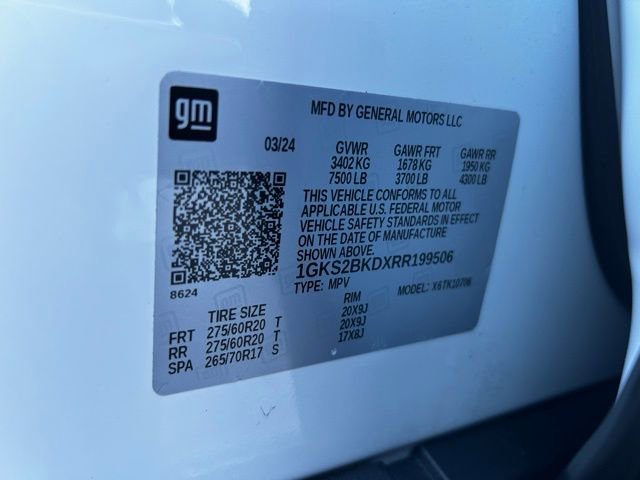 gm
MFD BY GENERAL MOTORS LLC
03/24
GVWR GAWR FRT GAWR RR
3402 KG 1678 KG 1950 KG
7500 LB 3700 LB 4300 LB
THIS VEHICLE CONFORMS TO ALL
APPLICABLE U.S. FEDERAL MOTOR
VEHICLE SAFETY STANDARDS IN EFFECT
ON THE DATE OF MANUFACTURE
SHOWN ABOVE.
1GKS2BKDXRR199506
8624
TYPE: MPV MODEL: X6TK10706
TIRE SIZE RIM
FRT 275/60R20 T 20X9J
RR 275/60R20 T 20X9J
SPA 265/70R17 S 17X8J